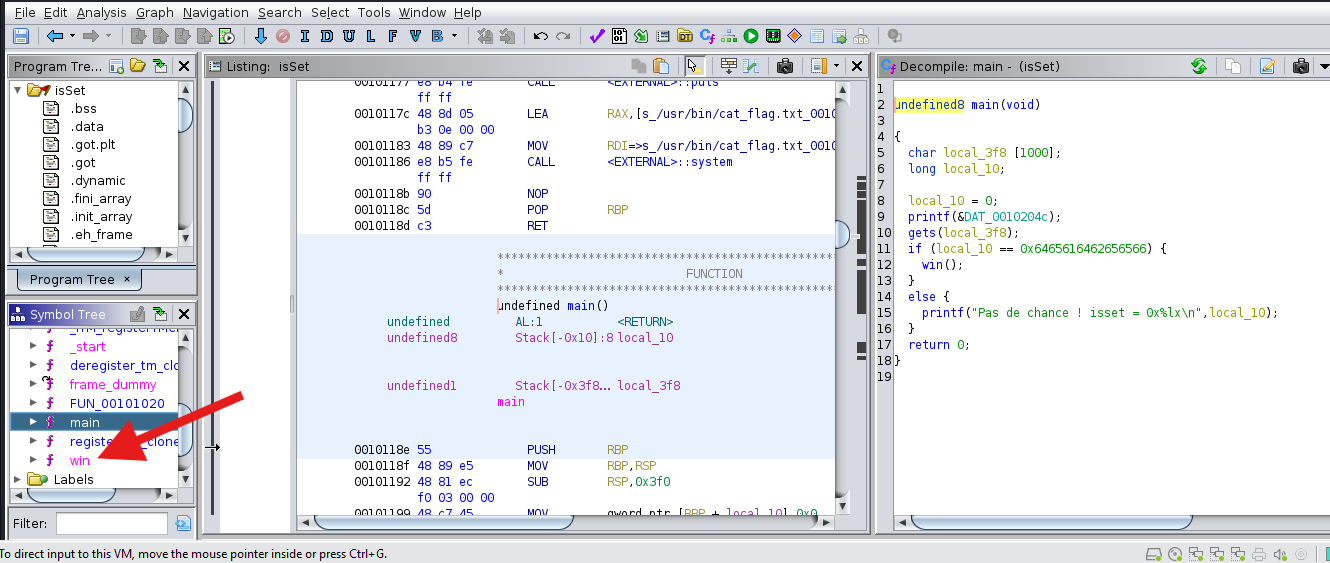 File Edit Analysis Graph Navigation Search Select Tools Window Help
I D U L F V B
Program Tree...
isSet
.bss
.data
.got.plt
.got
.dynamic
.fini_array
.init_array
.eh_frame
Program Tree ×
Symbol Tree
_start
deregister_tm_clo
frame_dummy
FUN_00101020
main
win
Labels
Filter:
Listing: isSet
00101177 e8 b4 fe CALL <EXTERNAL>::puts
ff ff
0010117c 48 8d 05 LEA RAX,[s_/usr/bin/cat_flag.txt_0010
b3 0e 00 00
00101183 48 89 c7 MOV RDI=>s_/usr/bin/cat_flag.txt_0010
00101186 e8 b5 fe CALL <EXTERNAL>::system
ff ff
0010118b 90 NOP
0010118c 5d POP RBP
0010118d c3 RET
* FUNCTION
undefined main()
undefined AL:1 <RETURN>
undefined8 Stack[-0x10]:8 local_10
undefined1 Stack[-0x3f8... local_3f8
main
0010118e 55 PUSH RBP
0010118f 48 89 e5 MOV RBP,RSP
00101192 48 81 ec SUB RSP,0x3f0
f0 03 00 00
00101199 48 c7 45 MOV qword ptr [RBP + local_10],0x0
Decompile: main - (isSet)
1
2 undefined8 main(void)
3
4 {
5 char local_3f8 [1000];
6 long local_10;
7
8 local_10 = 0;
9 printf(&DAT_0010204c);
10 gets(local_3f8);
11 if (local_10 == 0x6465616462656566) {
12 win();
13 }
14 else {
15 printf("Pas de chance ! isset = 0x%lx\n",local_10);
16 }
17 return 0;
18 }
19
To direct input to this VM, move the mouse pointer inside or press Ctrl+G.